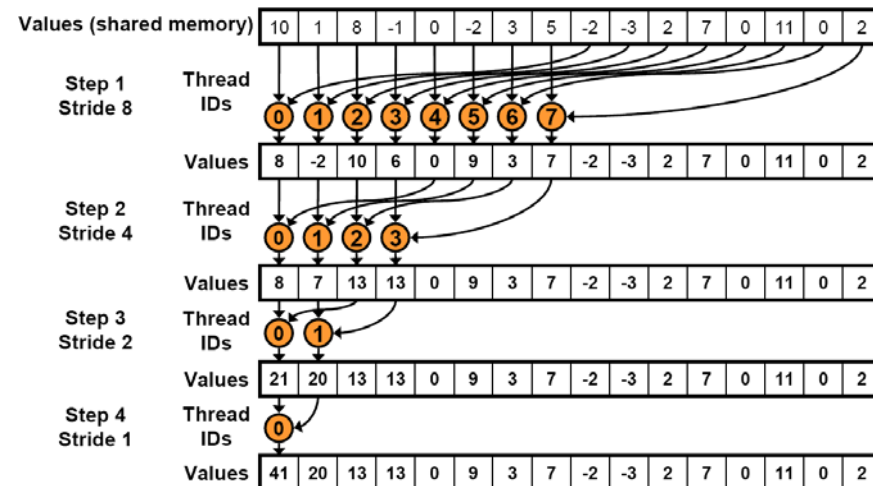 Values (shared memory) 10 1 8 -1 0 -2 3 5 -2 -3 2 7 0 11 0 2
Step 1 Stride 8 Thread IDs 0 1 2 3 4 5 6 7
Values 8 -2 10 6 0 9 3 7 -2 -3 2 7 0 11 0 2
Step 2 Stride 4 Thread IDs 0 1 2 3
Values 8 7 13 13 0 9 3 7 -2 -3 2 7 0 11 0 2
Step 3 Stride 2 Thread IDs 0 1
Values 21 20 13 13 0 9 3 7 -2 -3 2 7 0 11 0 2
Step 4 Stride 1 Thread IDs 0
Values 41 20 13 13 0 9 3 7 -2 -3 2 7 0 11 0 2